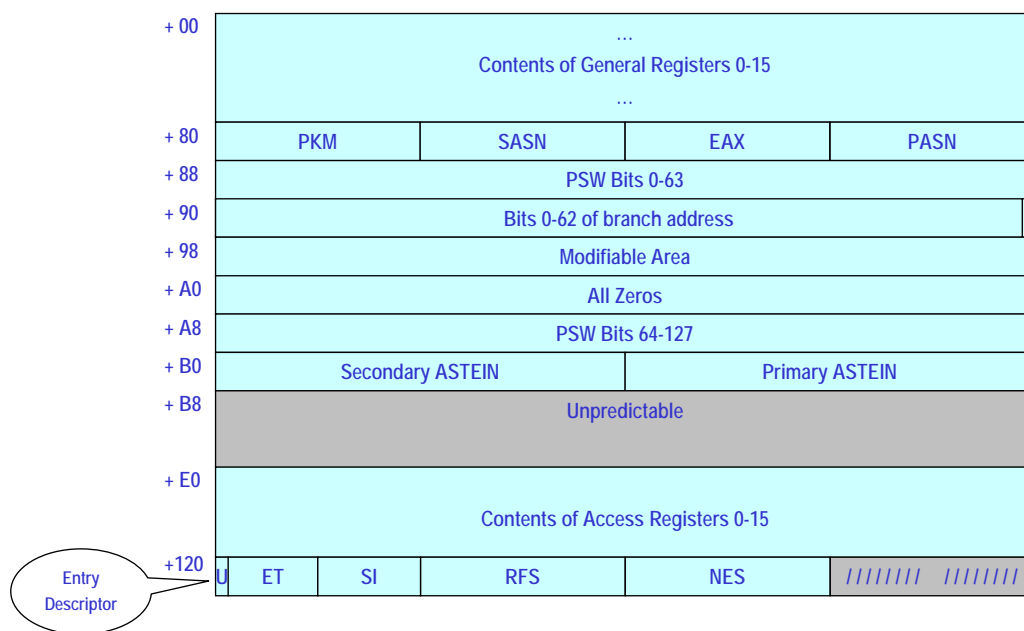 + 00
...
Contents of General Registers 0-15
...
+ 80 PKM SASN EAX PASN
+ 88 PSW Bits 0-63
+ 90 Bits 0-62 of branch address
+ 98 Modifiable Area
+ A0 All Zeros
+ A8 PSW Bits 64-127
+ B0 Secondary ASTEIN Primary ASTEIN
+ B8 Unpredictable
+ E0
Contents of Access Registers 0-15
+120 U ET SI RFS NES //////// ////////
Entry
Descriptor